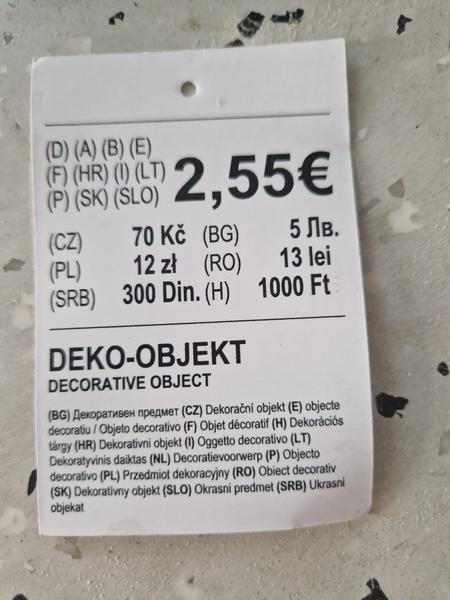 (D) (A) (B) (E)
(F) (HR) (I) (LT)
(P) (SK) (SLO)
2,55€
(CZ) 70 Kč (BG) 5 Лв.
(PL) 12 zł (RO) 13 lei
(SRB) 300 Din. (H) 1000 Ft
DEKO-OBJEKT
DECORATIVE OBJECT
(BG) Декоративен предмет (CZ) Dekorační objekt (E) objecte
decoratiu / Objeto decorativo (F) Objet décoratif (H) Dekorációs
tárgy (HR) Dekorativni objekt (I) Oggetto decorativo (LT)
Dekoratyvinis daiktas (NL) Decoratievoorwerp (P) Objecto
decorativo (PL) Przedmiot dekoracyjny (RO) Obiect decorativ
(SK) Dekoratívny objekt (SLO) Okrasni predmet (SRB) Ukrasni
objekat